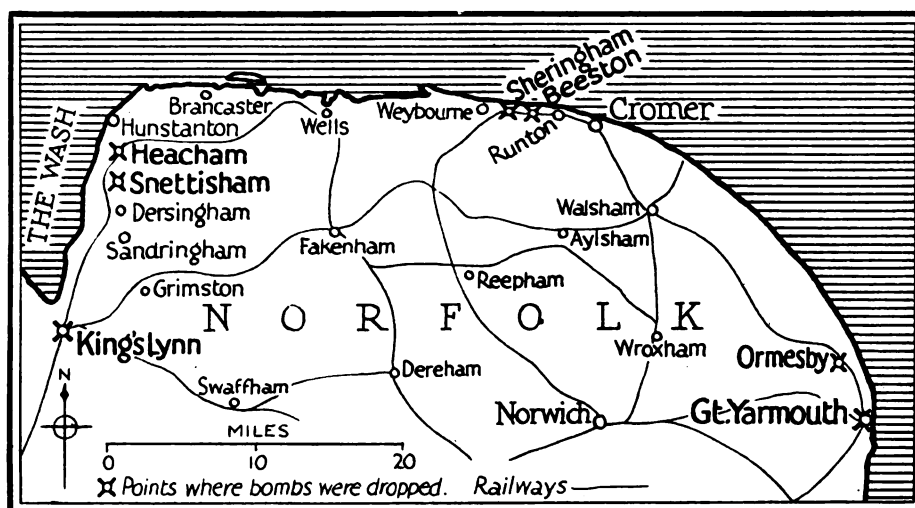 Sheringham
Beeston
Brancaster
Wells
Weybourne
Runton
Cromer
Hunstanton
THE WASH
Heacham
Snettisham
Dersingham
Sandringham
Walsham
Aylsham
Fakenham
Reepham
Grimston
NORFOLK
King'sLynn
Wroxham
Ormesby
Dereham
Swaffham
Norwich
Gt.Yarmouth
N
MILES
0 10 20
Points where bombs were dropped. Railways